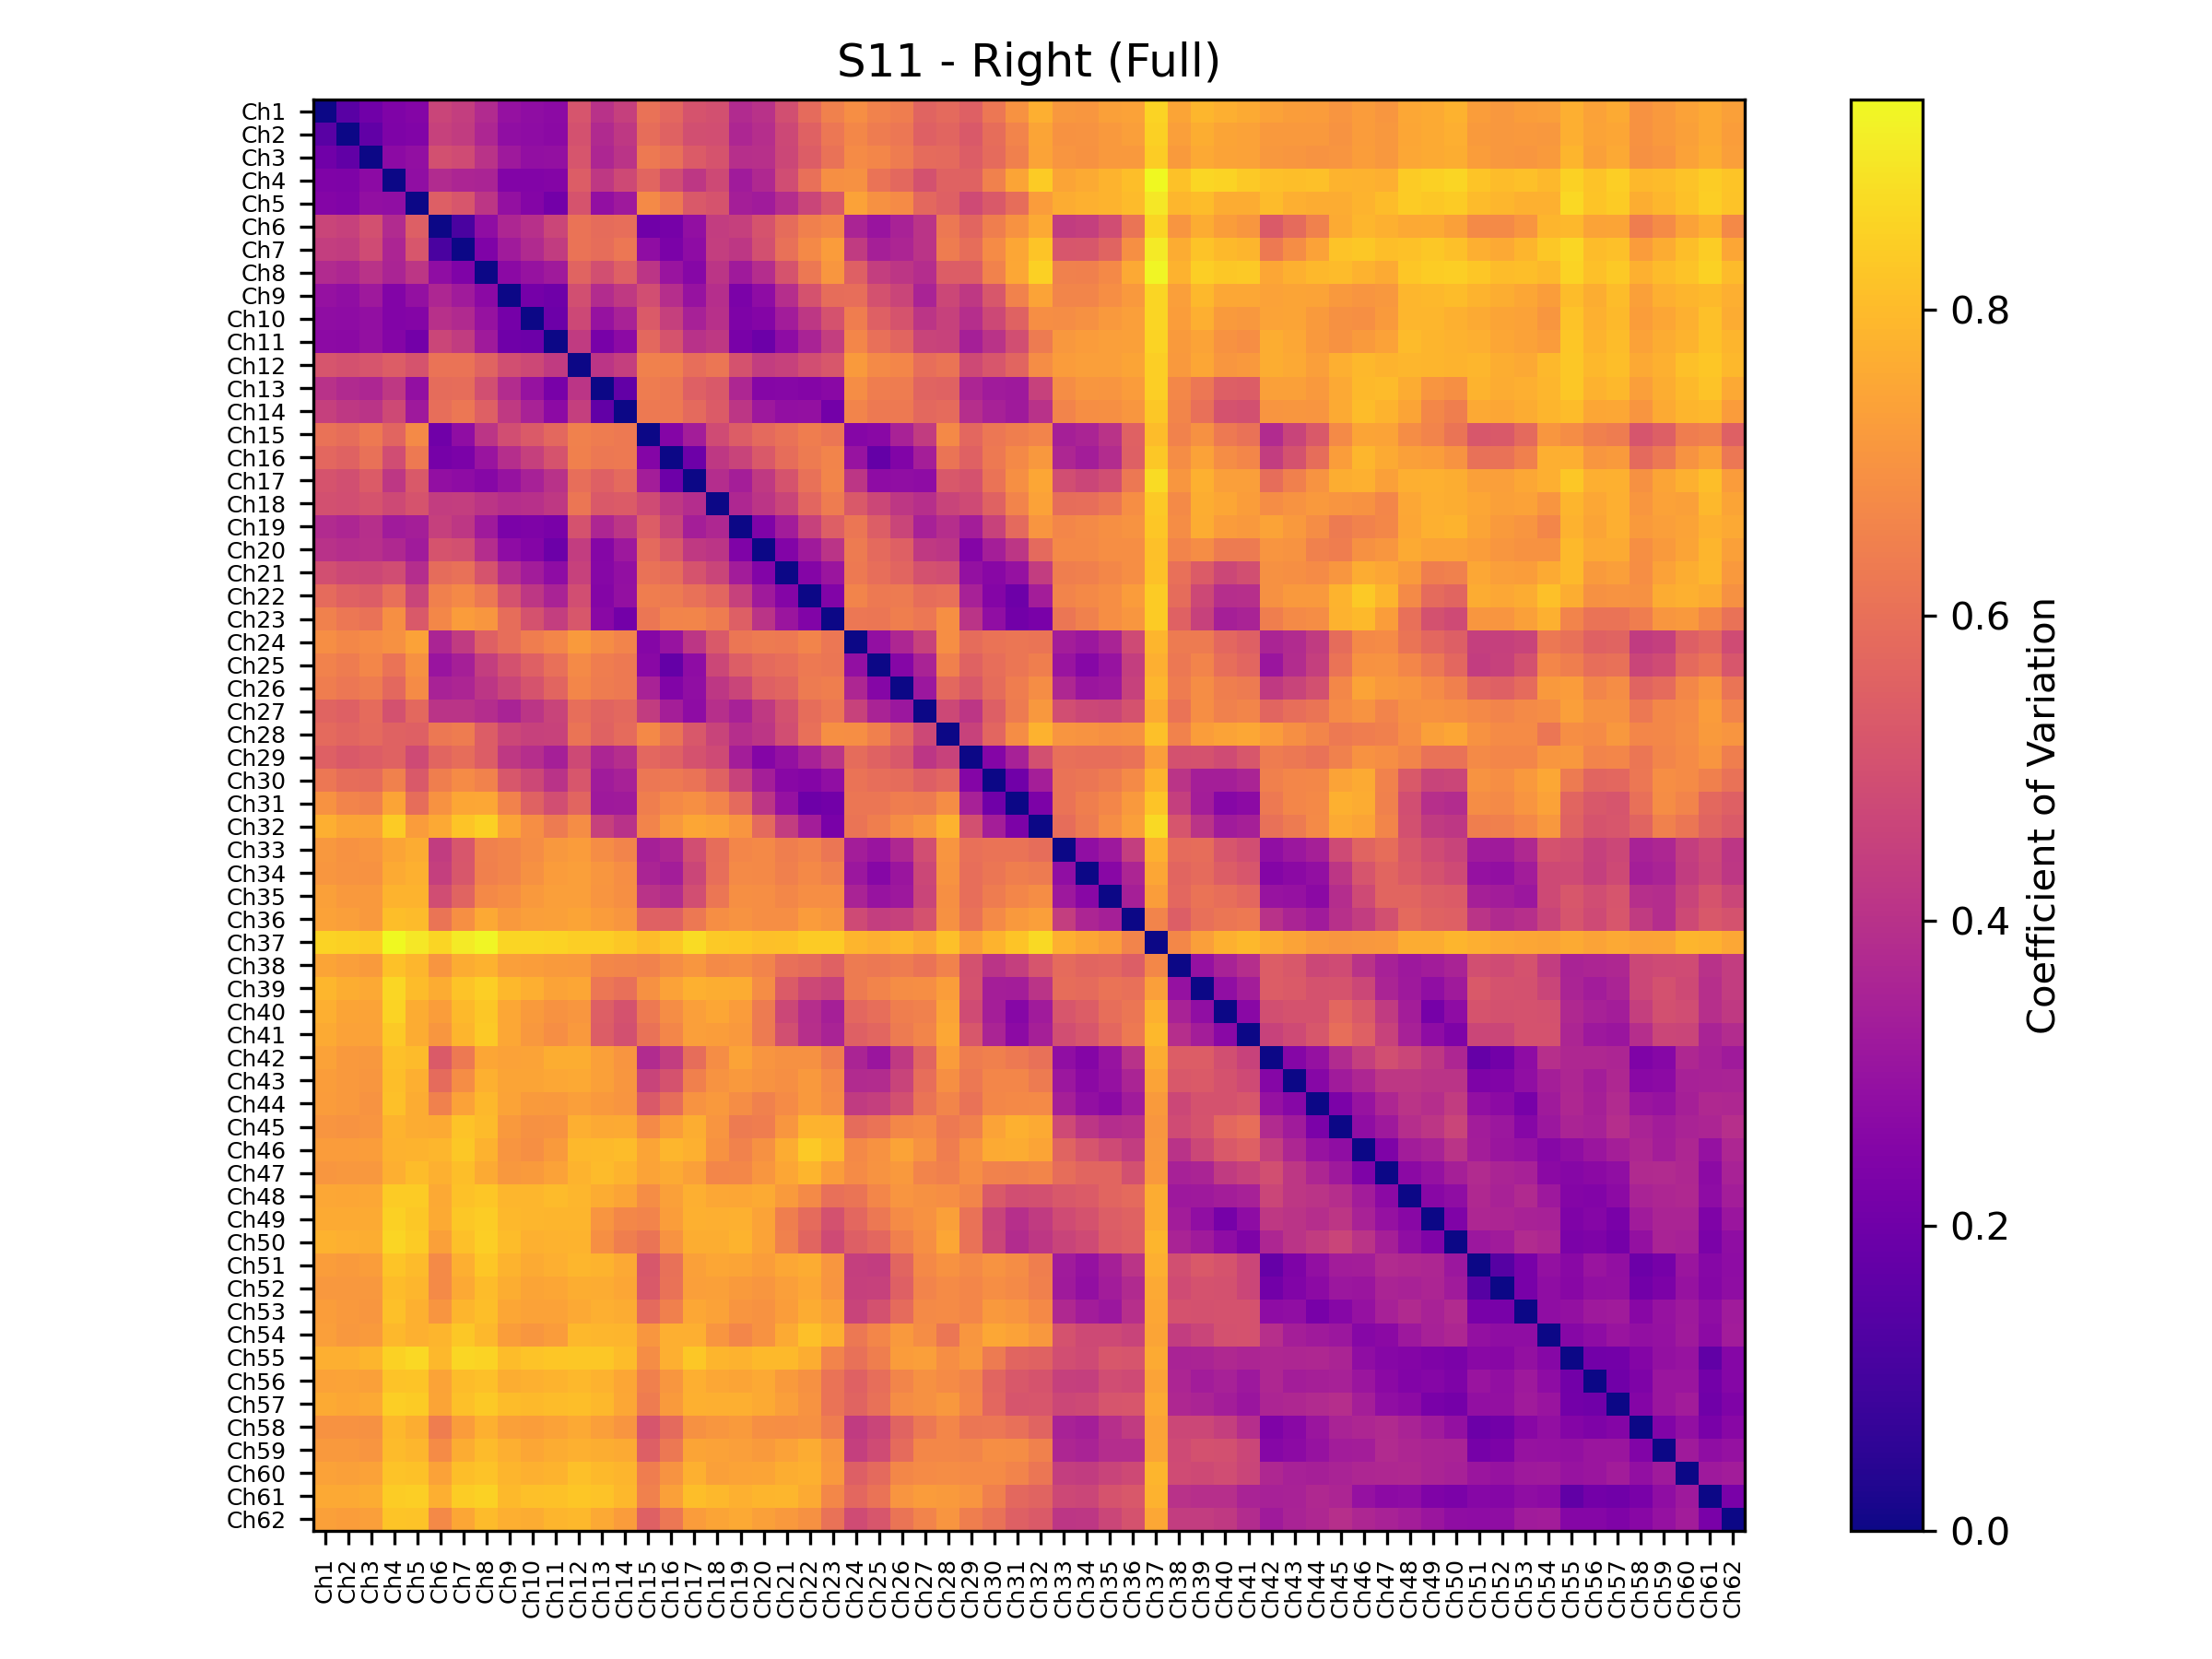 S11 - Right (Full)
Ch1
Ch2
Ch3
Ch4
Ch5
Ch6
Ch7
Ch8
Ch9
Ch10
Ch11
Ch12
Ch13
Ch14
Ch15
Ch16
Ch17
Ch18
Ch19
Ch20
Ch21
Ch22
Ch23
Ch24
Ch25
Ch26
Ch27
Ch28
Ch29
Ch30
Ch31
Ch32
Ch33
Ch34
Ch35
Ch36
Ch37
Ch38
Ch39
Ch40
Ch41
Ch42
Ch43
Ch44
Ch45
Ch46
Ch47
Ch48
Ch49
Ch50
Ch51
Ch52
Ch53
Ch54
Ch55
Ch56
Ch57
Ch58
Ch59
Ch60
Ch61
Ch62
Ch1 Ch2 Ch3 Ch4 Ch5 Ch6 Ch7 Ch8 Ch9 Ch10 Ch11 Ch12 Ch13 Ch14 Ch15 Ch16 Ch17 Ch18 Ch19 Ch20 Ch21 Ch22 Ch23 Ch24 Ch25 Ch26 Ch27 Ch28 Ch29 Ch30 Ch31 Ch32 Ch33 Ch34 Ch35 Ch36 Ch37 Ch38 Ch39 Ch40 Ch41 Ch42 Ch43 Ch44 Ch45 Ch46 Ch47 Ch48 Ch49 Ch50 Ch51 Ch52 Ch53 Ch54 Ch55 Ch56 Ch57 Ch58 Ch59 Ch60 Ch61 Ch62
0.8
0.6
0.4
0.2
0.0
Coefficient of Variation